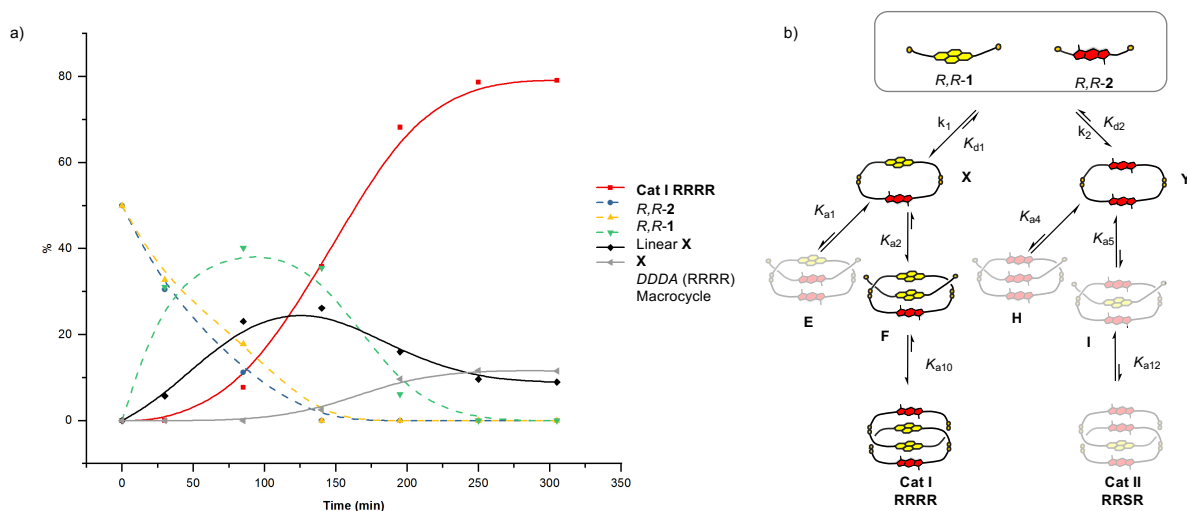 a)
80
60
40
20
0
%
0
50
100
150
200
250
300
350
Time (min)
Cat I RRRR
R,R-2
R,R-1
Linear X
X
DDDA (RRRR)
Macrocycle
b)
R,R-1
R,R-2
k1
Kd1
Kd2
k2
X
Y
Ka1
Ka2
Ka4
Ka5
E
F
H
I
Ka10
Ka12
Cat I
RRRR
Cat II
RRSR